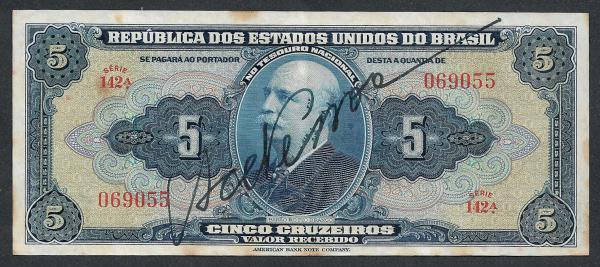 REPÚBLICA DOS ESTADOS UNIDOS DO BRASIL
5 5
SE PAGARÁ AO PORTADOR DESTA A QUANTIA DE
NO TESOURO NACIONAL
SÉRIE
142A
069055
5 5
069055
SÉRIE
142A
5 5
CINCO CRUZEIROS
VALOR RECEBIDO
AMERICAN BANK NOTE COMPANY.